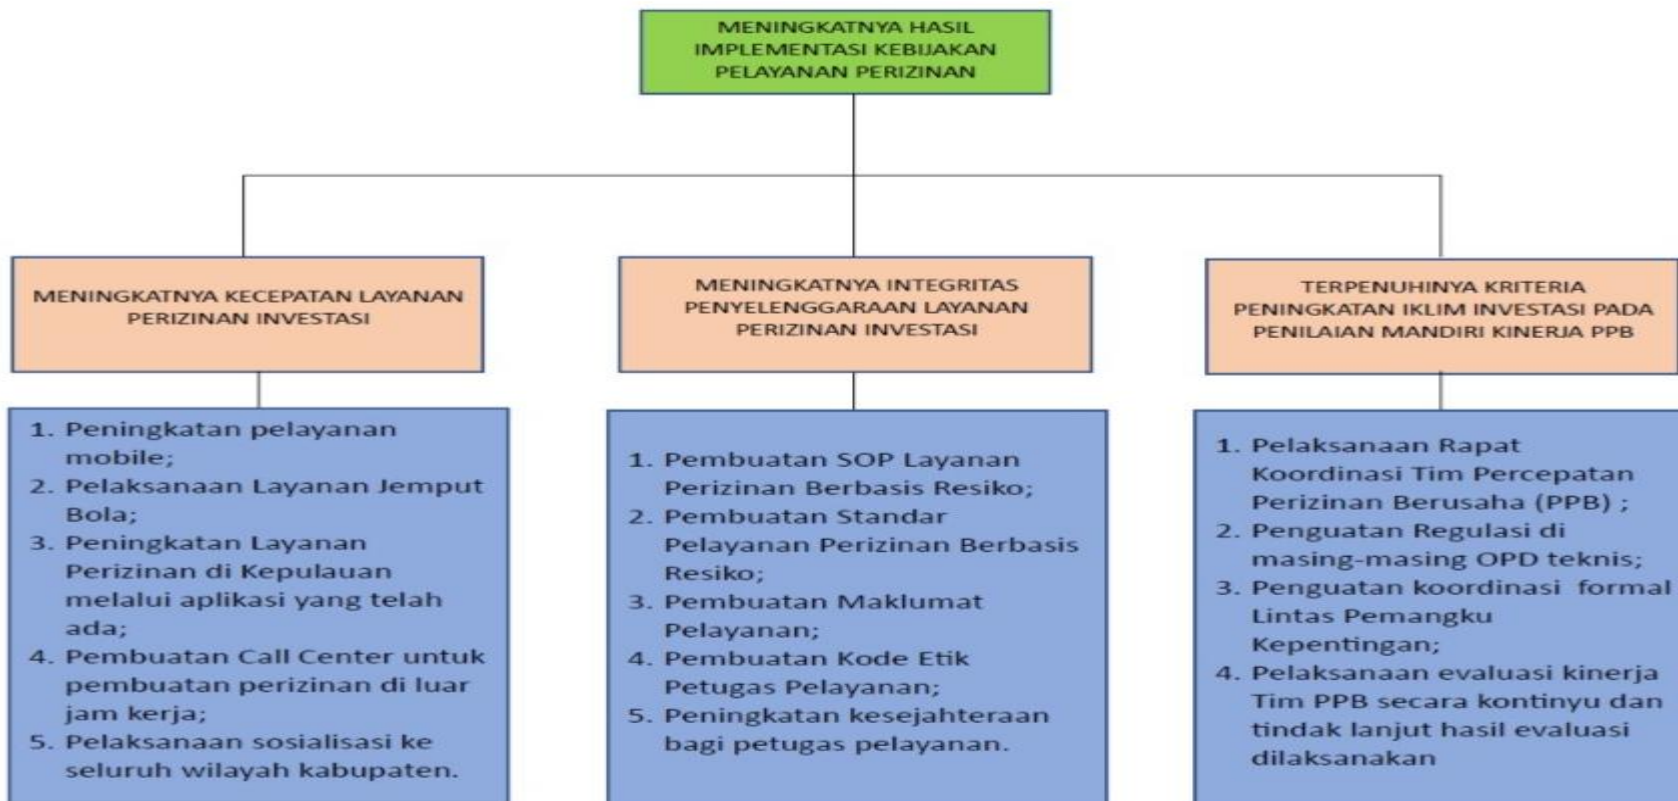 MENINGKATNYA HASIL
IMPLEMENTASI KEBIJAKAN
PELAYANAN PERIZINAN
MENINGKATNYA KECEPATAN LAYANAN
PERIZINAN INVESTASI
1. Peningkatan pelayanan
mobile;
2. Pelaksanaan Layanan Jemput
Bola;
3. Peningkatan Layanan
Perizinan di Kepulauan
melalui aplikasi yang telah
ada;
4. Pembuatan Call Center untuk
pembuatan perizinan di luar
jam kerja;
5. Pelaksanaan sosialisasi ke
seluruh wilayah kabupaten.
MENINGKATNYA INTEGRITAS
PENYELENGGARAAN LAYANAN
PERIZINAN INVESTASI
1. Pembuatan SOP Layanan
Perizinan Berbasis Resiko;
2. Pembuatan Standar
Pelayanan Perizinan Berbasis
Resiko;
3. Pembuatan Maklumat
Pelayanan;
4. Pembuatan Kode Etik
Petugas Pelayanan;
5. Peningkatan kesejahteraan
bagi petugas pelayanan.
TERPENUHINYA KRITERIA
PENINGKATAN IKLIM INVESTASI PADA
PENILAIAN MANDIRI KINERJA PPB
1. Pelaksanaan Rapat
Koordinasi Tim Percepatan
Perizinan Berusaha (PPB) ;
2. Penguatan Regulasi di
masing-masing OPD teknis;
3. Penguatan koordinasi formal
Lintas Pemangku
Kepentingan;
4. Pelaksanaan evaluasi kinerja
Tim PPB secara kontinyu dan
tindak lanjut hasil evaluasi
dilaksanakan